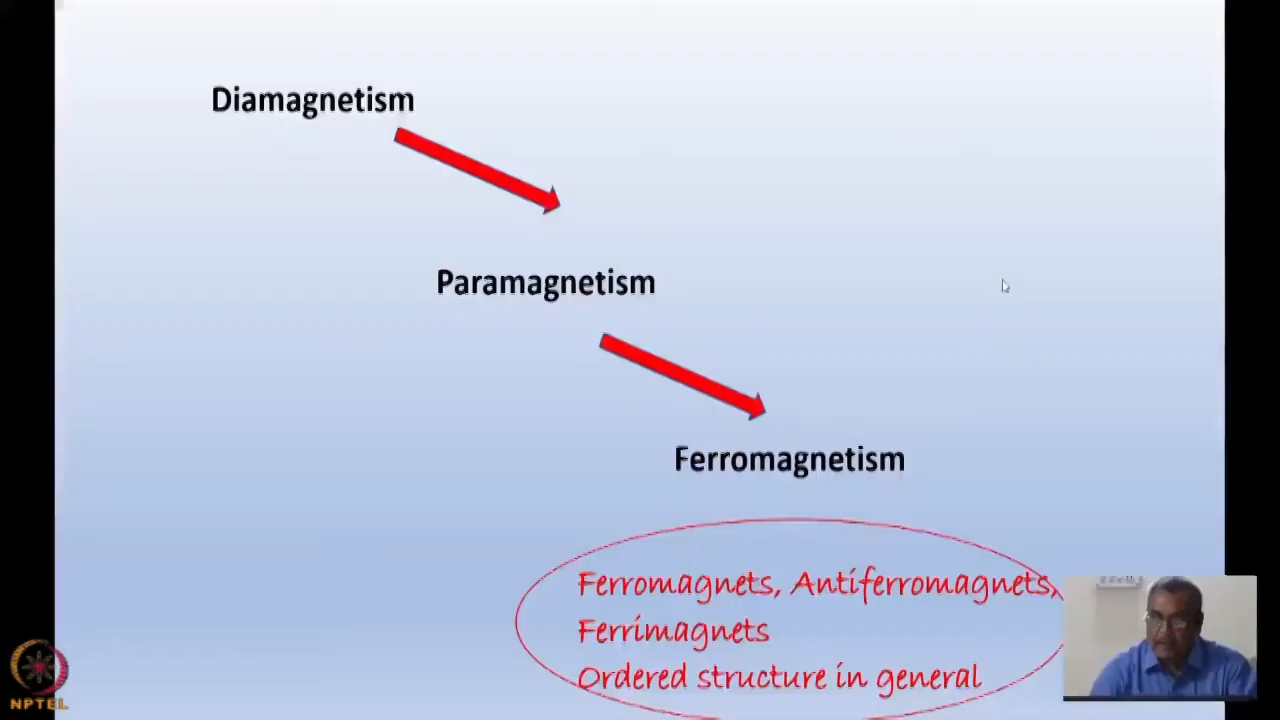 Diamagnetism
Paramagnetism
Ferromagnetism
Ferromagnets, Antiferromagnets,
Ferrimagnets
Ordered structure in general
NPTEL